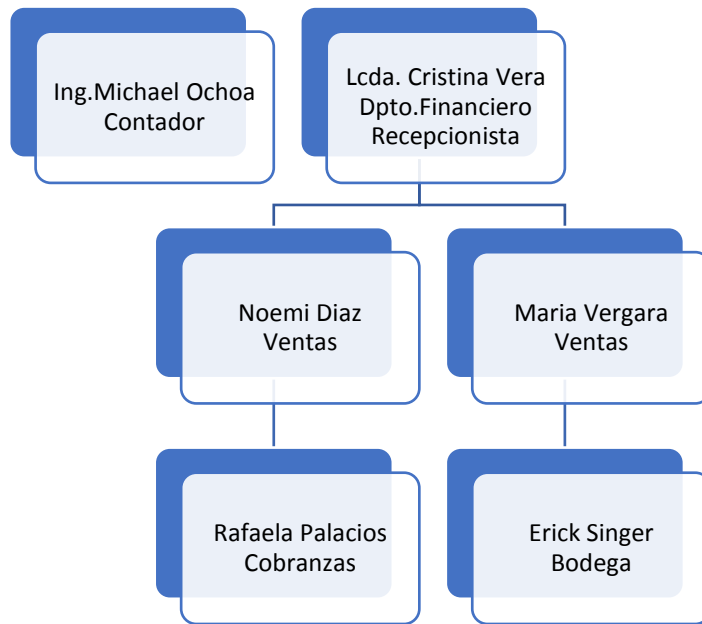 Ing.Michael Ochoa
Contador
Lcda. Cristina Vera
Dpto.Financiero
Recepcionista
Noemi Diaz
Ventas
Maria Vergara
Ventas
Rafaela Palacios
Cobranzas
Erick Singer
Bodega